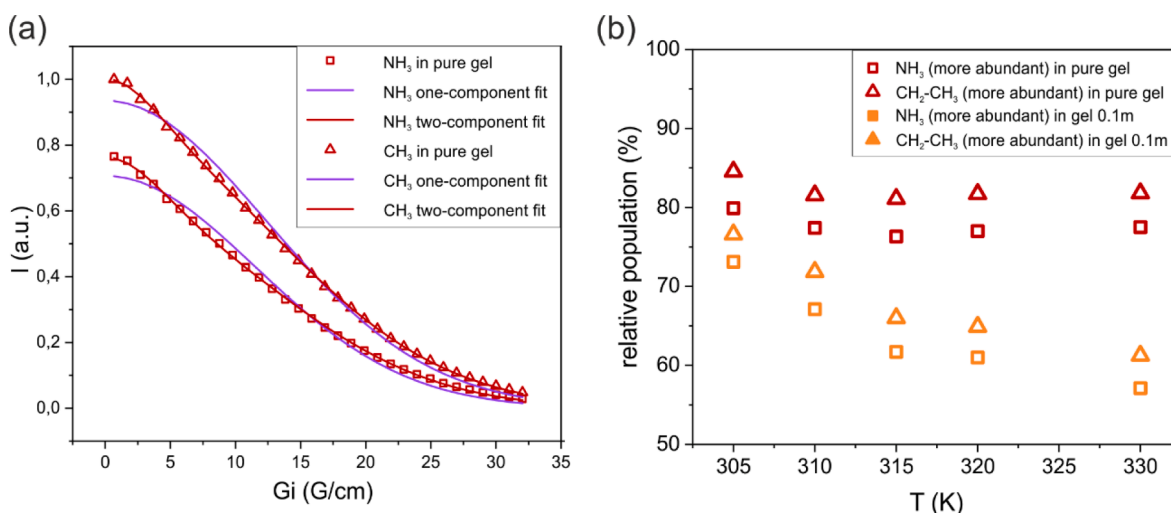 (a)
NH₃ in pure gel
NH₃ one-component fit
NH₃ two-component fit
CH₃ in pure gel
CH₃ one-component fit
CH₃ two-component fit
1,0
0,8
0,6
0,4
0,2
0,0
I (a.u.)
0 5 10 15 20 25 30 35
Gi (G/cm)
(b)
NH₃ (more abundant) in pure gel
CH₂-CH₃ (more abundant) in pure gel
NH₃ (more abundant) in gel 0.1m
CH₂-CH₃ (more abundant) in gel 0.1m
100
90
80
70
60
50
relative population (%)
305 310 315 320 325 330
T (K)